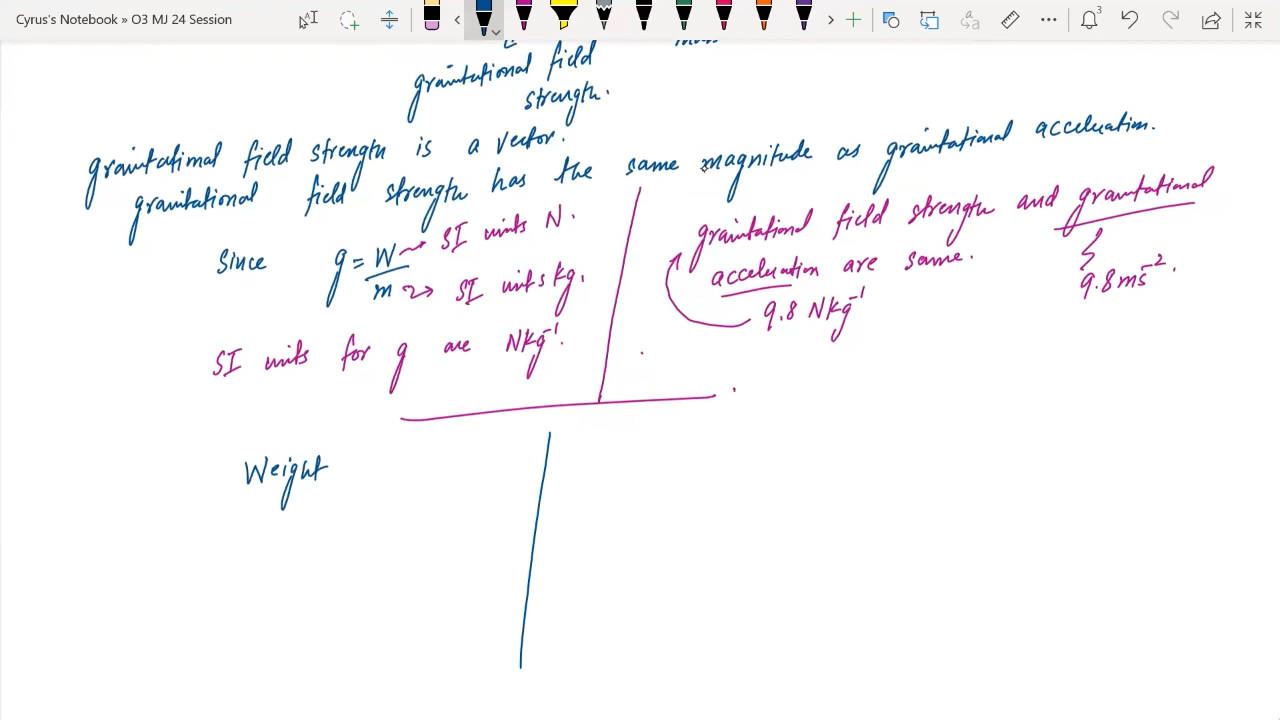 Cyrus's Notebook » O3 MJ 24 Session
3
gravitational field
strength.
gravitational field strength is a vector.
gravitational field strength has the same magnitude as gravitational acceleration.
Since g = W/m
SI units N.
SI units kg.
SI units for g are Nkg⁻¹.
gravitational field strength and gravitational
acceleration are same.
9.8 Nkg⁻¹
9.8 ms⁻².
Weight